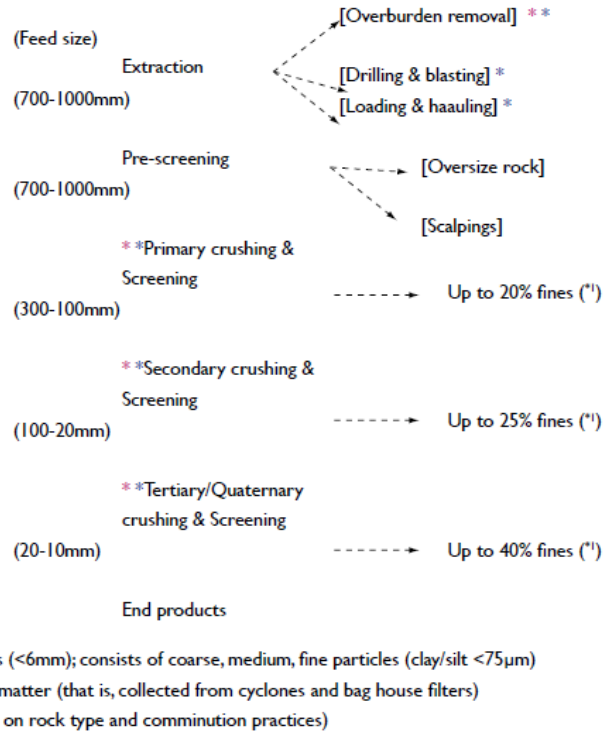 [Overburden removal] **
(Feed size)
Extraction
[Drilling & blasting] *
(700-1000mm)
[Loading & haauling] *
Pre-screening
[Oversize rock]
(700-1000mm)
[Scalpings]
* *Primary crushing &
Screening
Up to 20% fines (*1)
(300-100mm)
* *Secondary crushing &
Screening
Up to 25% fines (*1)
(100-20mm)
* *Tertiary/Quaternary
crushing & Screening
(20-10mm)
Up to 40% fines (*1)
End products
s (<6mm); consists of coarse, medium, fine particles (clay/silt <75µm)
matter (that is, collected from cyclones and bag house filters)
on rock type and comminution practices)